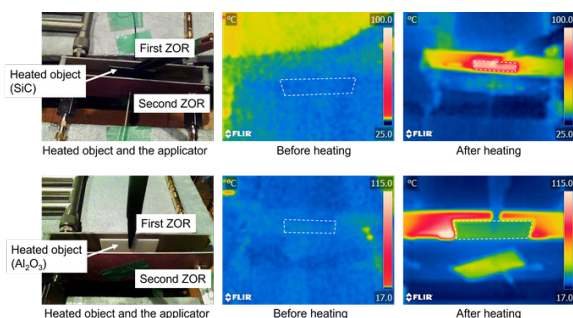 First ZOR
Heated object
(SiC)
Second ZOR
Heated object and the applicator
°C
100.0
25.0
FLIR
Before heating
°C
100.0
25.0
FLIR
After heating
First ZOR
Heated object
(Al₂O₃)
Second ZOR
Heated object and the applicator
°C
115.0
17.0
FLIR
Before heating
°C
115.0
17.0
FLIR
After heating